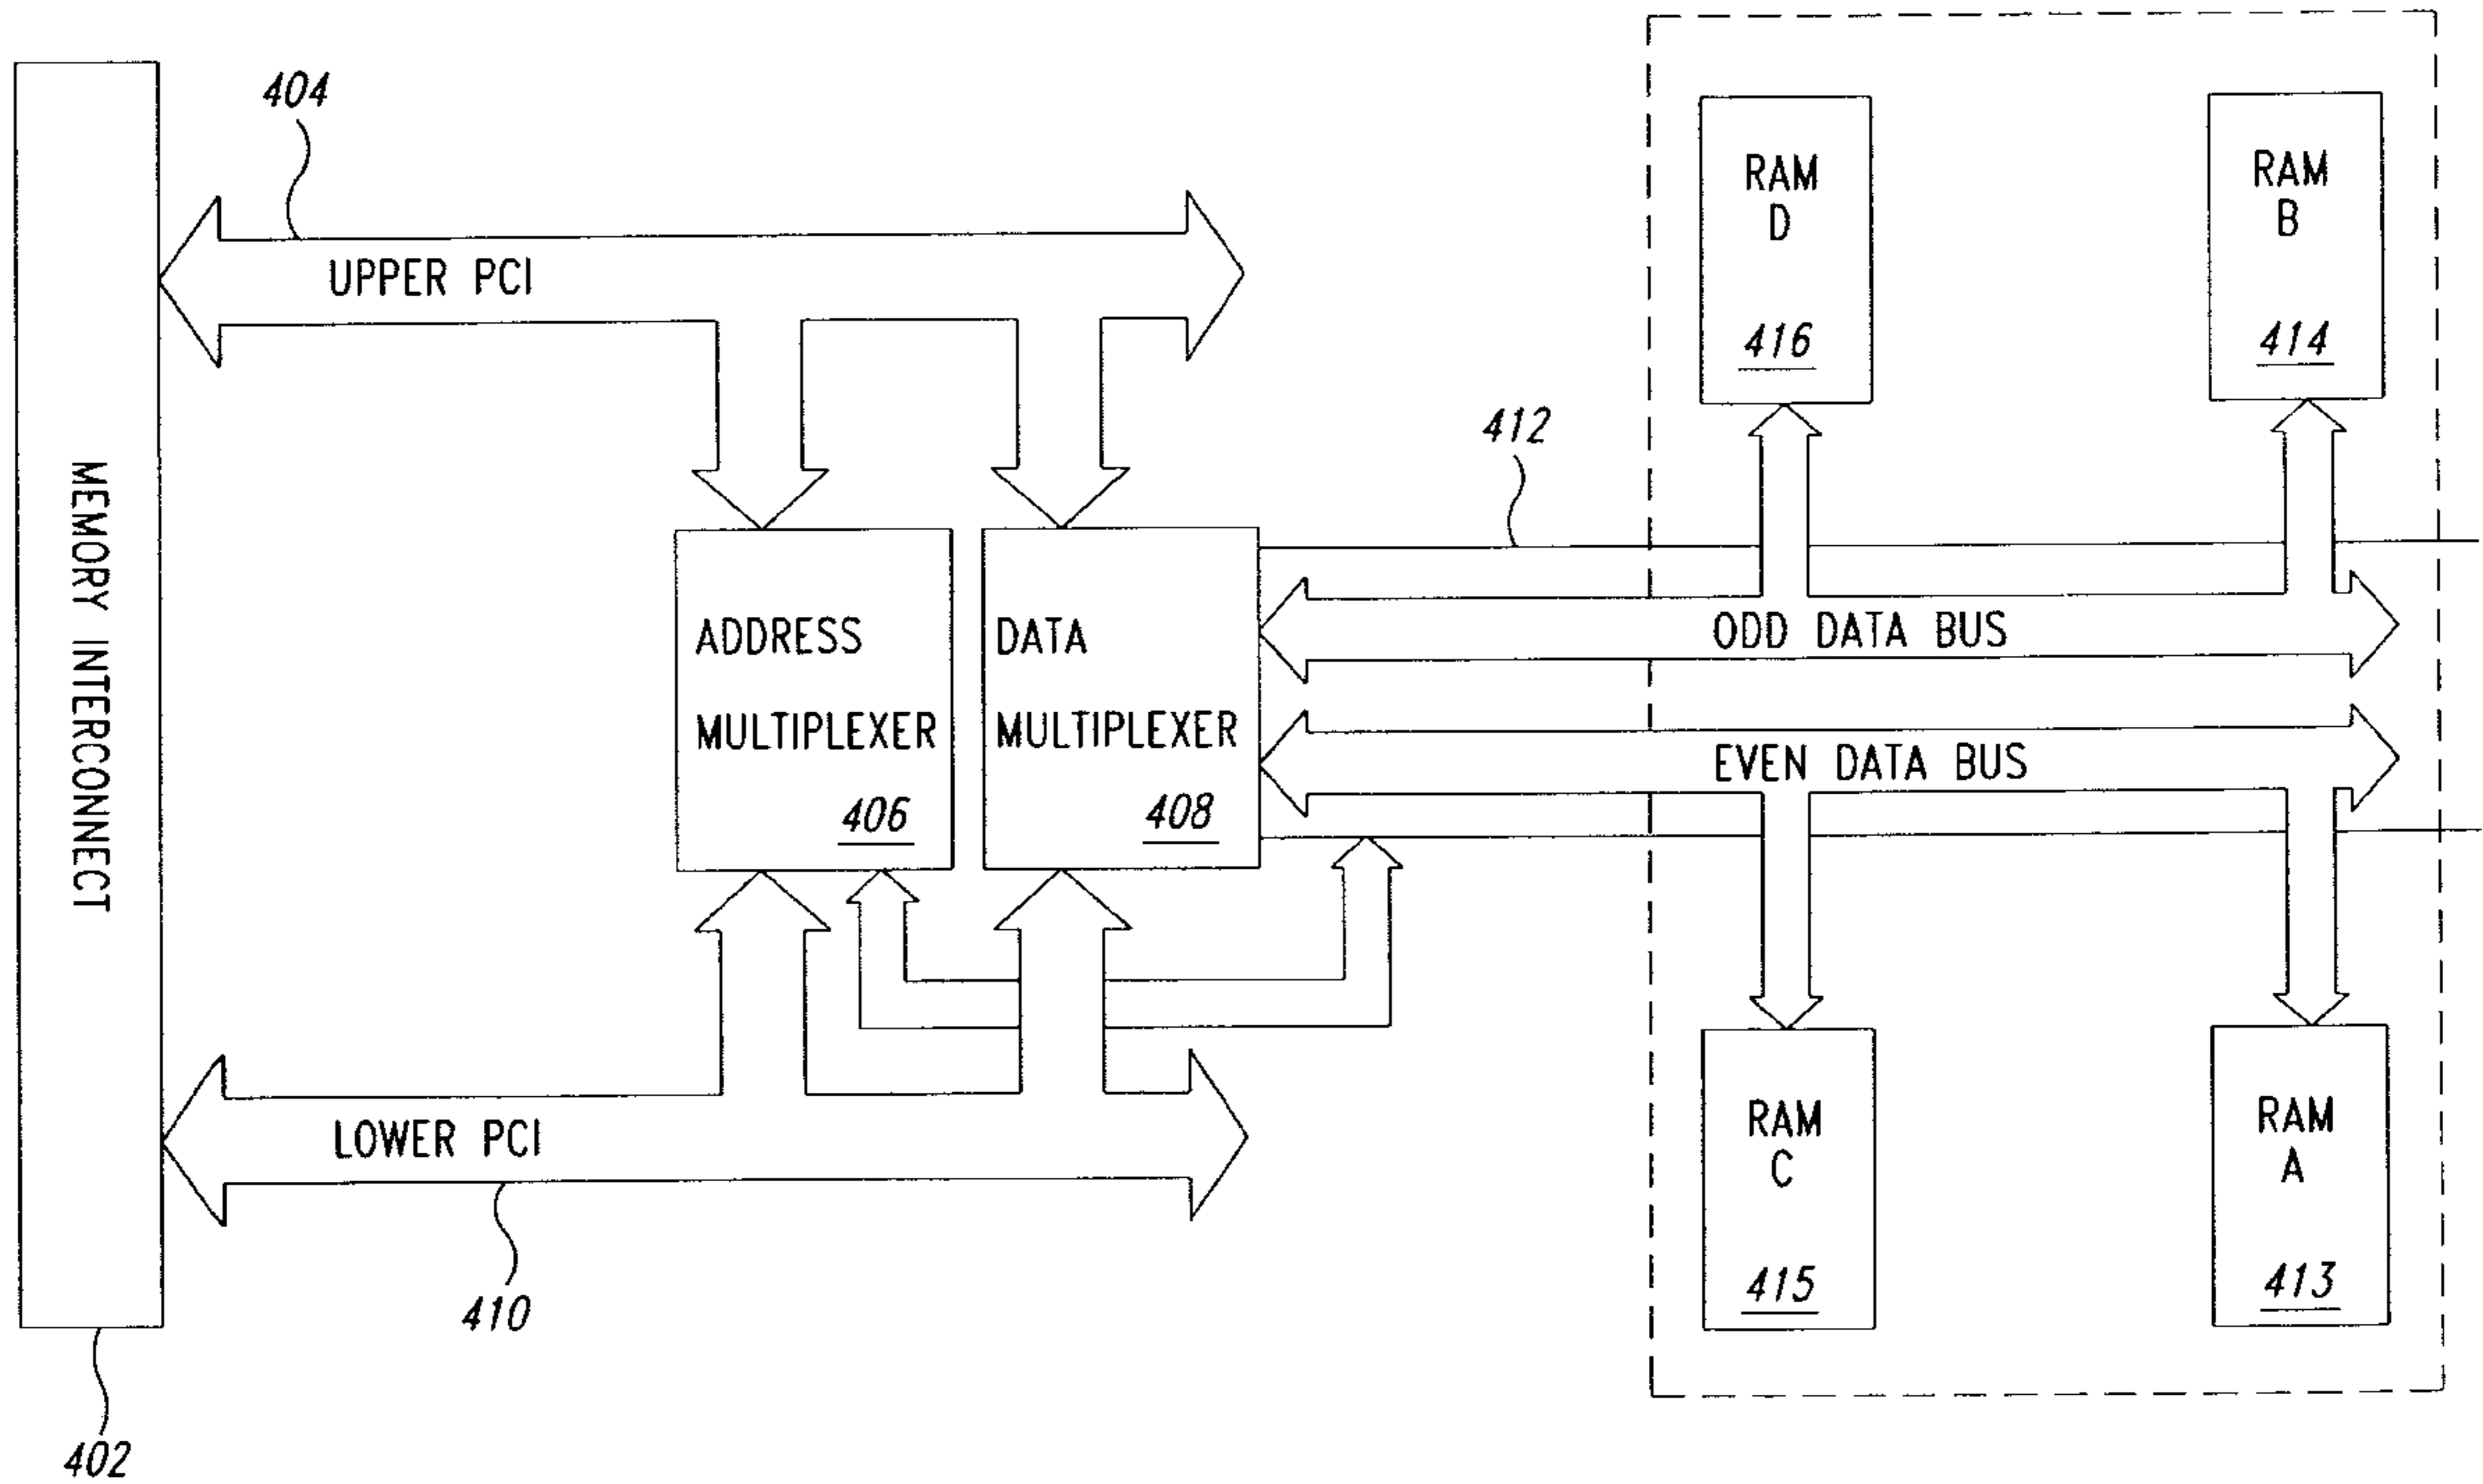 404
UPPER PCI
MEMORY INTERCONNECT
402
ADDRESS
MULTIPLEXER
406
DATA
MULTIPLEXER
408
LOWER PCI
410
412
RAM
D
416
RAM
B
414
ODD DATA BUS
EVEN DATA BUS
RAM
C
415
RAM
A
413